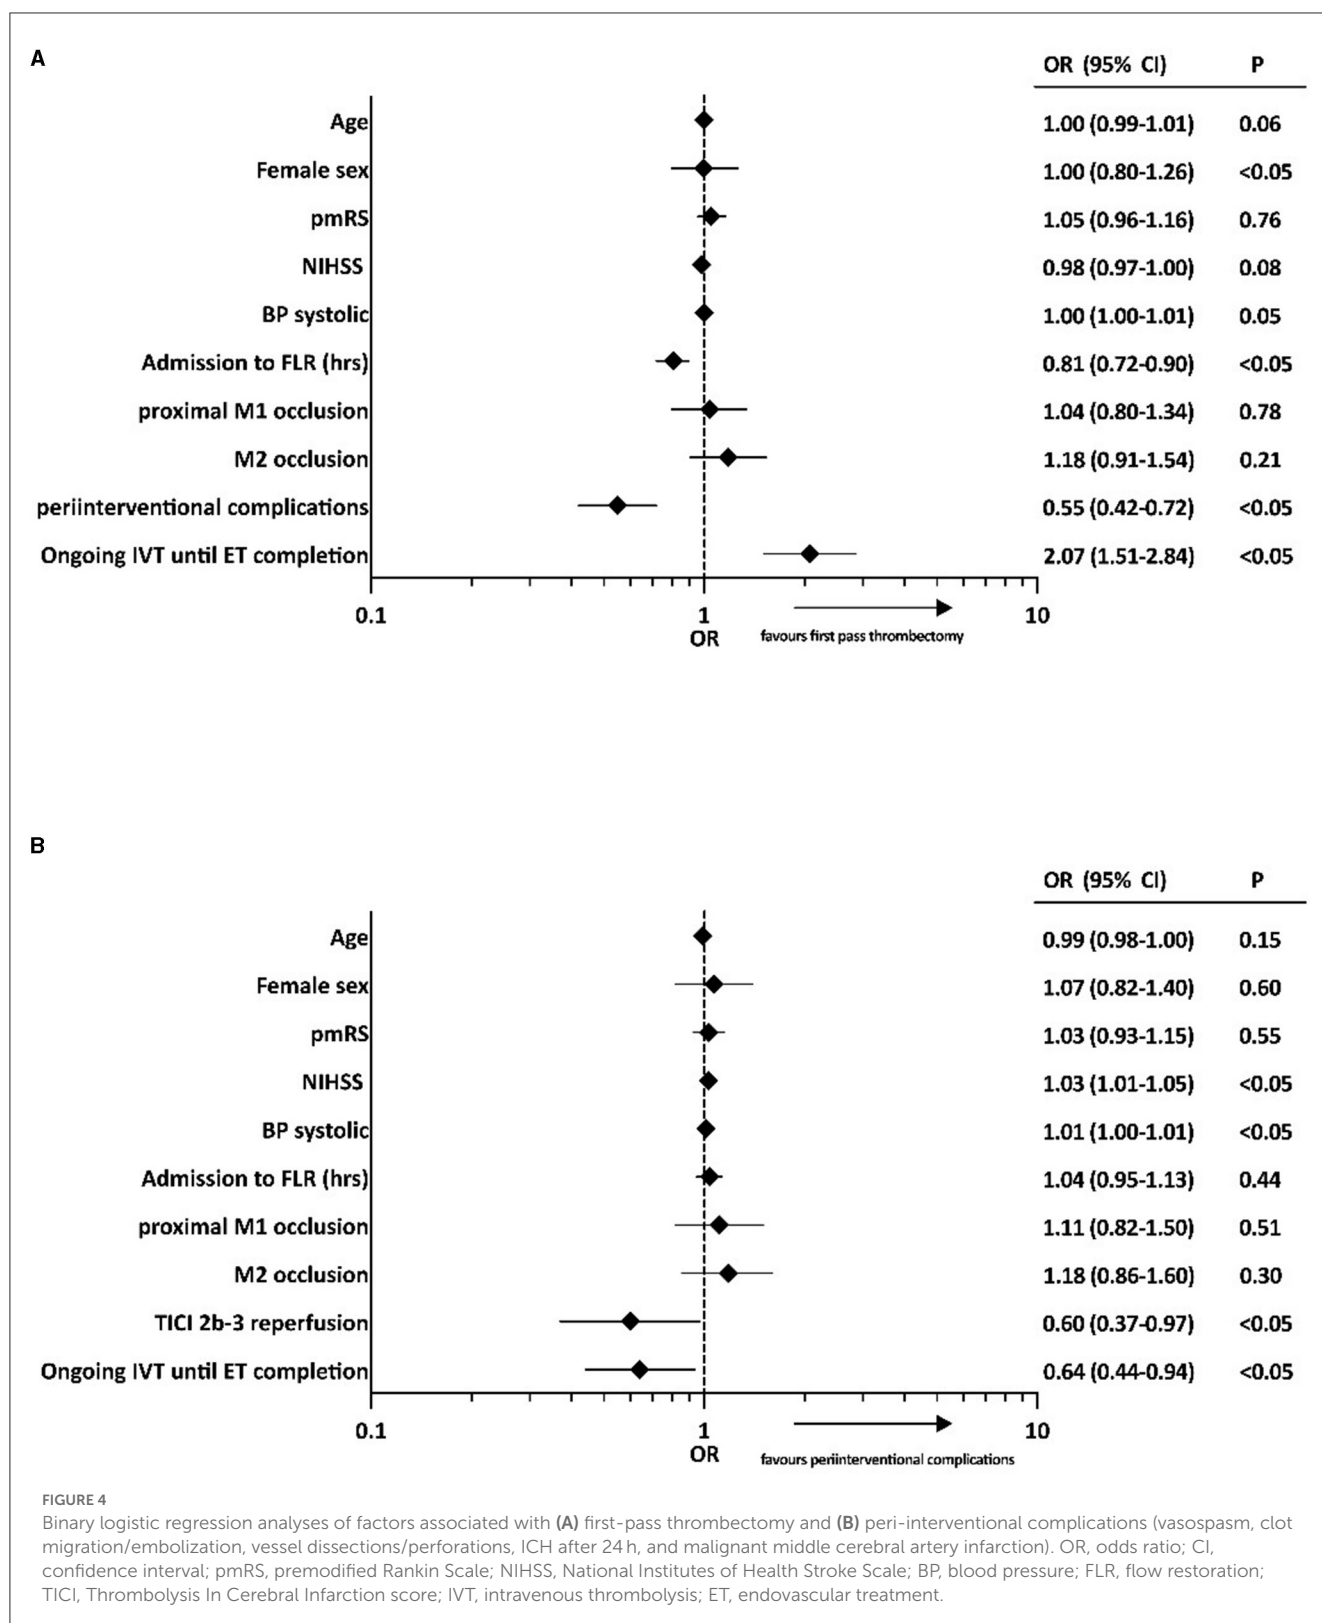 A
OR (95% CI) P
Age 1.00 (0.99-1.01) 0.06
Female sex 1.00 (0.80-1.26) <0.05
pmRS 1.05 (0.96-1.16) 0.76
NIHSS 0.98 (0.97-1.00) 0.08
BP systolic 1.00 (1.00-1.01) 0.05
Admission to FLR (hrs) 0.81 (0.72-0.90) <0.05
proximal M1 occlusion 1.04 (0.80-1.34) 0.78
M2 occlusion 1.18 (0.91-1.54) 0.21
periinterventional complications 0.55 (0.42-0.72) <0.05
Ongoing IVT until ET completion 2.07 (1.51-2.84) <0.05
0.1 1 10
OR favours first pass thrombectomy
B
OR (95% CI) P
Age 0.99 (0.98-1.00) 0.15
Female sex 1.07 (0.82-1.40) 0.60
pmRS 1.03 (0.93-1.15) 0.55
NIHSS 1.03 (1.01-1.05) <0.05
BP systolic 1.01 (1.00-1.01) <0.05
Admission to FLR (hrs) 1.04 (0.95-1.13) 0.44
proximal M1 occlusion 1.11 (0.82-1.50) 0.51
M2 occlusion 1.18 (0.86-1.60) 0.30
TICI 2b-3 reperfusion 0.60 (0.37-0.97) <0.05
Ongoing IVT until ET completion 0.64 (0.44-0.94) <0.05
0.1 1 10
OR favours periinterventional complications
FIGURE 4
Binary logistic regression analyses of factors associated with (A) first-pass thrombectomy and (B) peri-interventional complications (vasospasm, clot
migration/embolization, vessel dissections/perforations, ICH after 24 h, and malignant middle cerebral artery infarction). OR, odds ratio; CI,
confidence interval; pmRS, premodified Rankin Scale; NIHSS, National Institutes of Health Stroke Scale; BP, blood pressure; FLR, flow restoration;
TICI, Thrombolysis In Cerebral Infarction score; IVT, intravenous thrombolysis; ET, endovascular treatment.